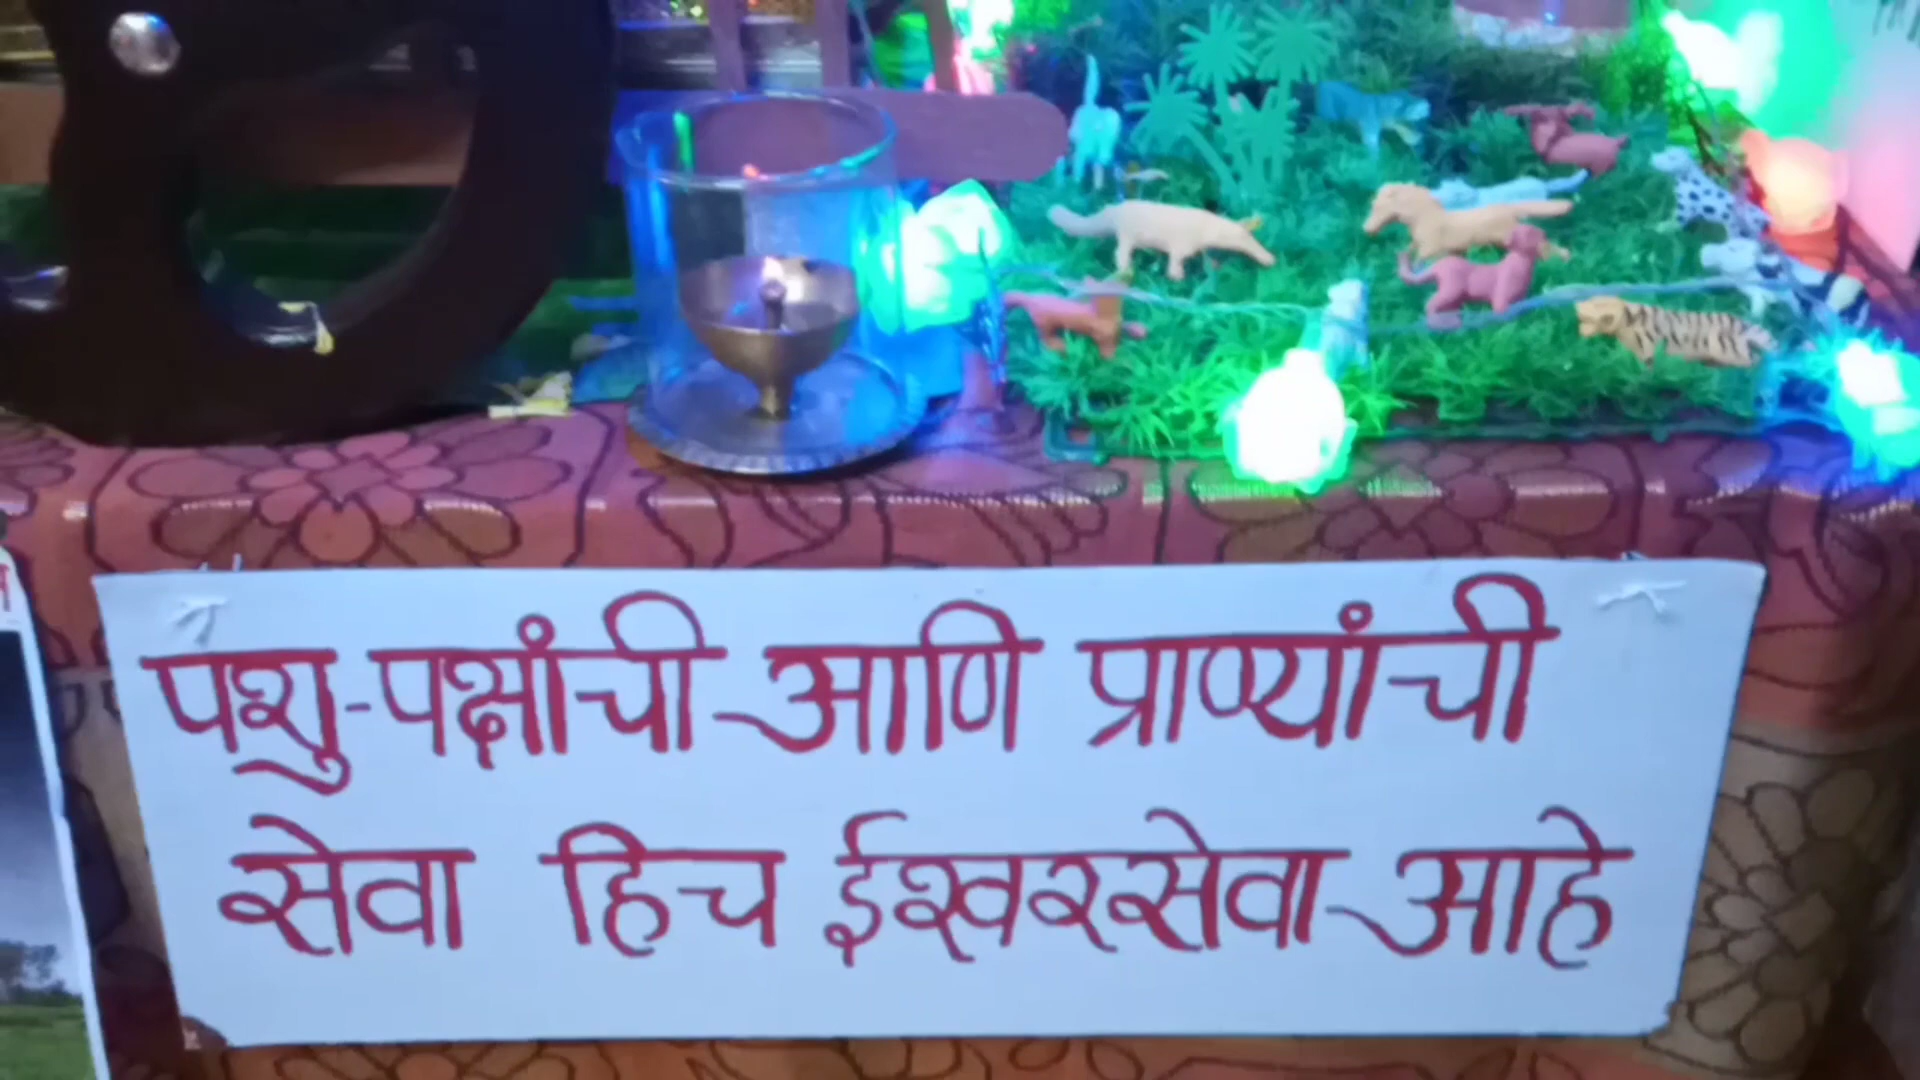 पशु-पक्षांची आणि प्राण्यांची
सेवा हिच ईश्वरसेवा आहे